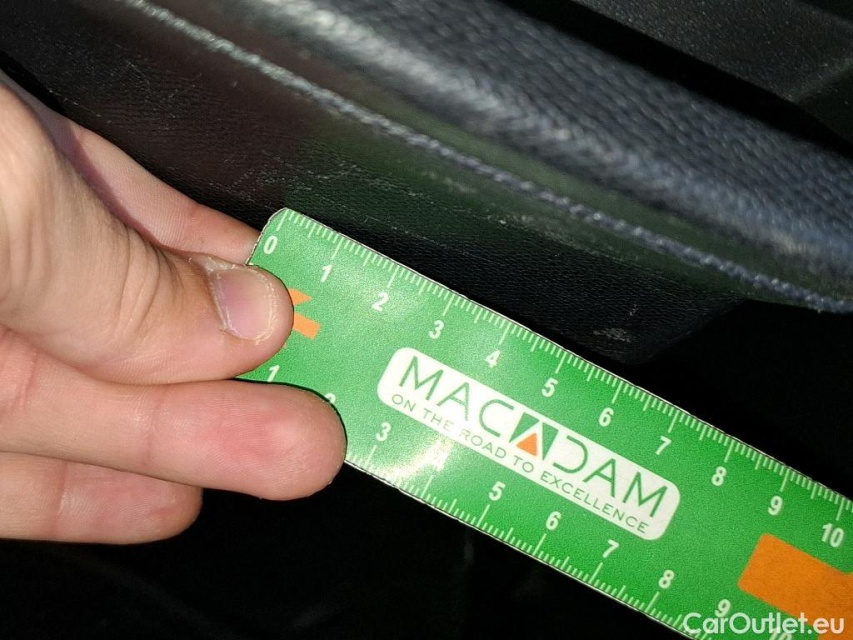 0 1 2 3 4 5 6 7 8 9 10
MACADAM
ON THE ROAD TO EXCELLENCE
1 3 4 5 6 7 8 9
CarOutlet.eu